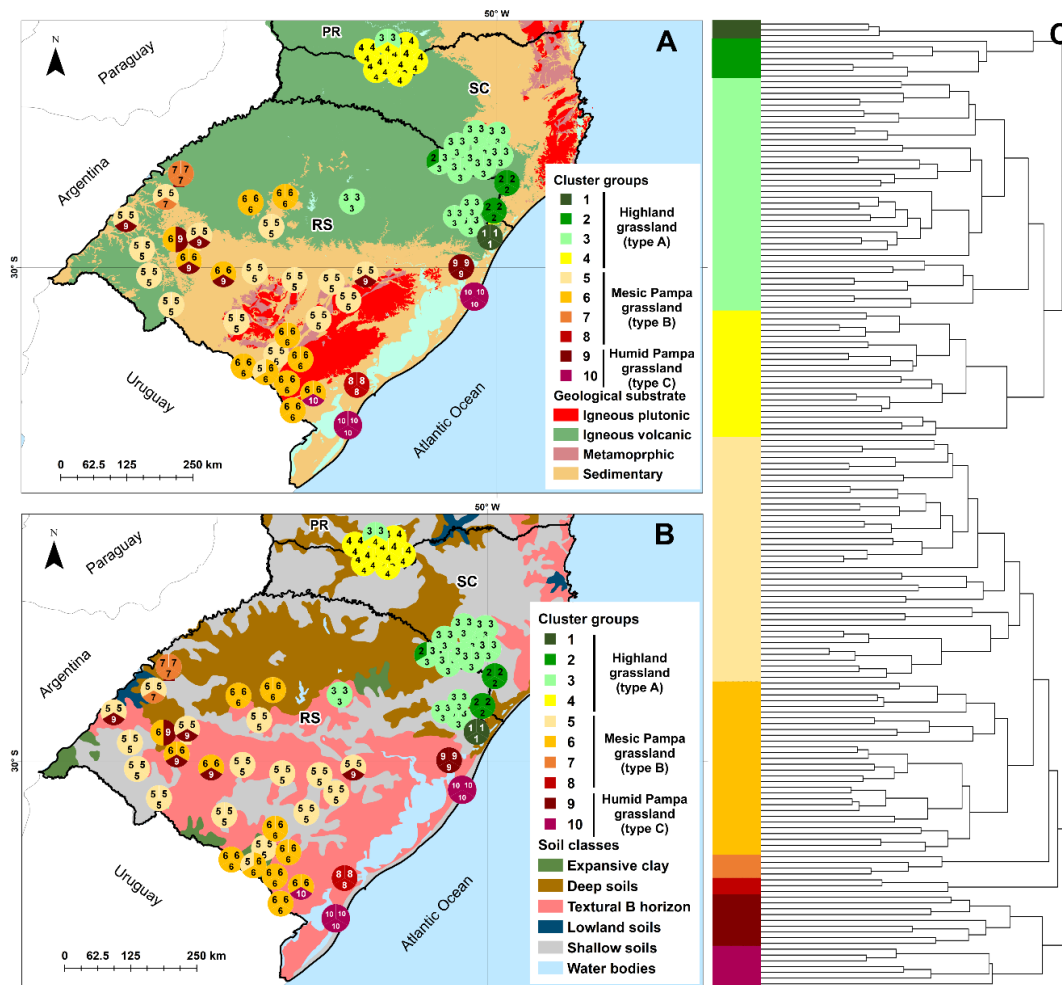 50° W
PR
A
C
N
Paraguay
SC
Argentina
Cluster groups
1
2
3
4
5
6
7
8
9
10
Highland
grassland
(type A)
Mesic Pampa
grassland
(type B)
Humid Pampa
grassland
(type C)
RS
30° S
Uruguay
Atlantic Ocean
Geological substrate
Igneous plutonic
Igneous volcanic
Metamoprphic
Sedimentary
0 62.5 125 250 km
50° W
PR
B
N
Paraguay
SC
Argentina
Cluster groups
1
2
3
4
5
6
7
8
9
10
Highland
grassland
(type A)
Mesic Pampa
grassland
(type B)
Humid Pampa
grassland
(type C)
RS
30° S
Uruguay
Atlantic Ocean
Soil classes
Expansive clay
Deep soils
Textural B horizon
Lowland soils
Shallow soils
Water bodies
0 62.5 125 250 km